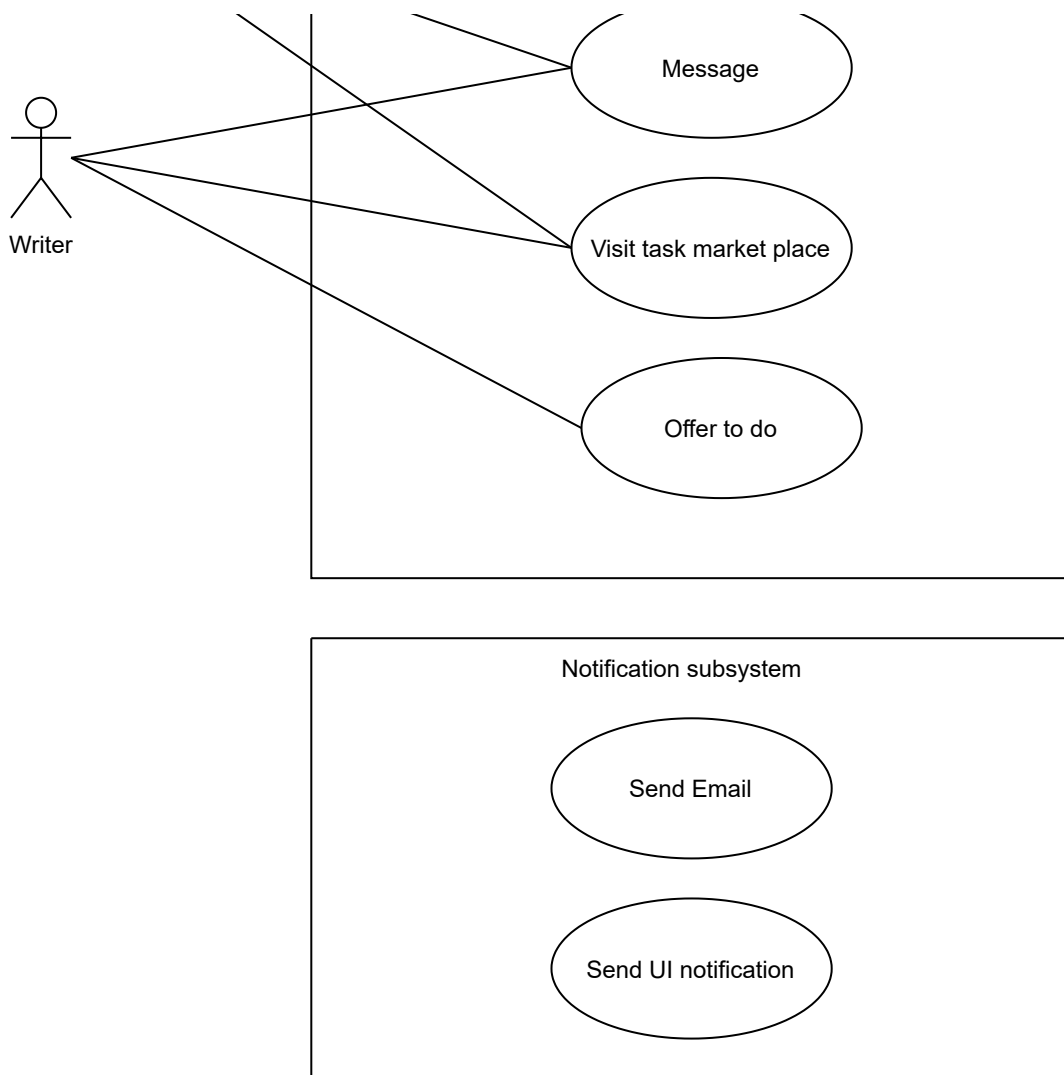 Message
Writer
Visit task market place
Offer to do
Notification subsystem
Send Email
Send UI notification